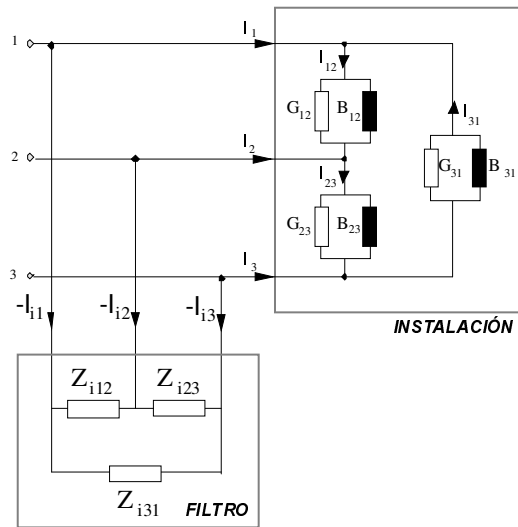 1
I1
I12
G12
B12
I31
2
I2
G31
B31
I23
G23
B23
3
I3
-Ii1
-Ii2
-Ii3
INSTALACIÓN
Zi12
Zi23
Zi31
FILTRO